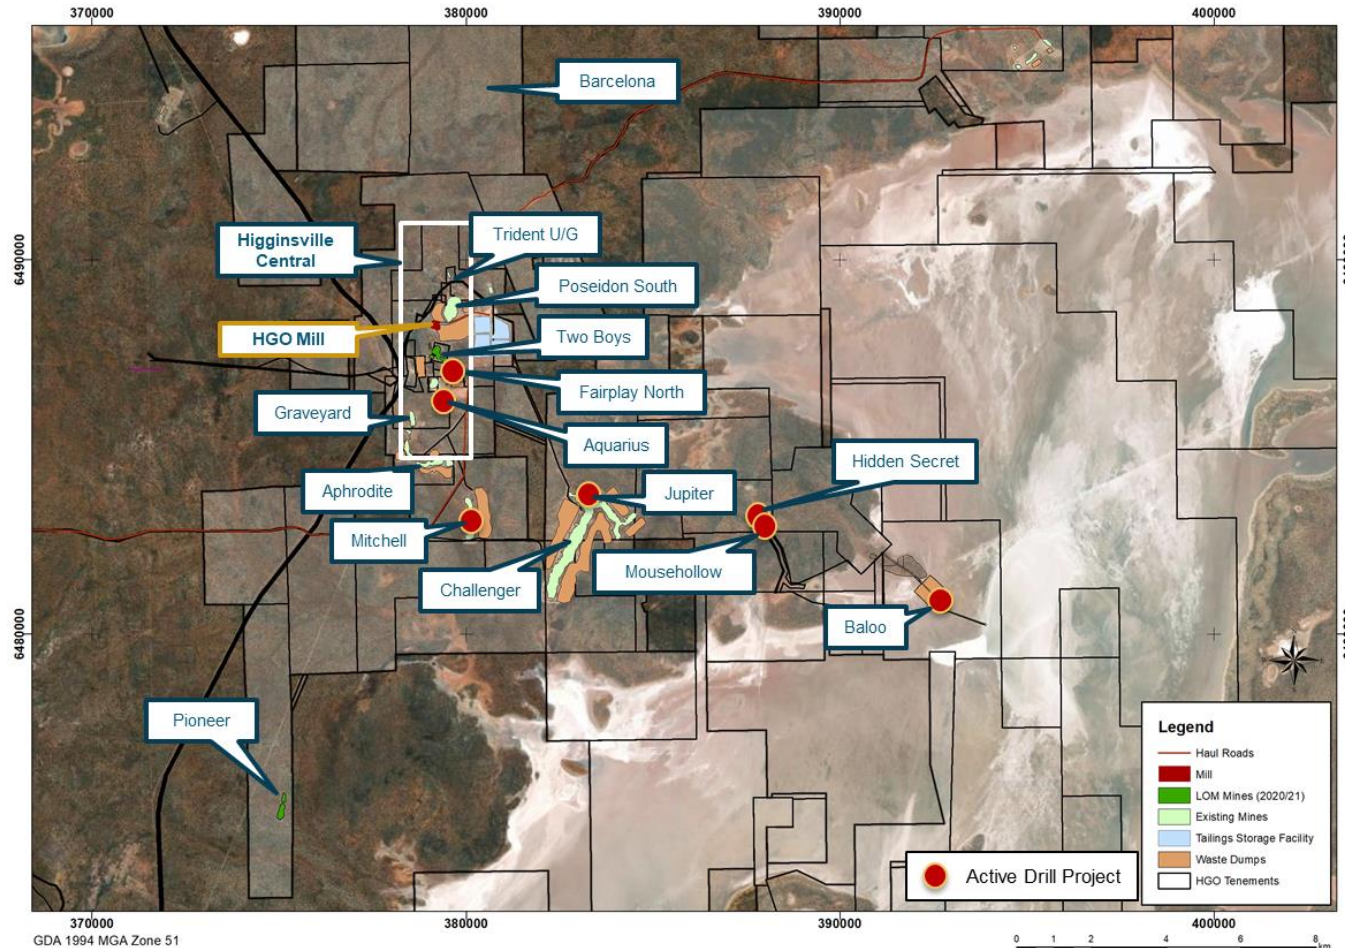 370000
380000
390000
400000
Barcelona
Higginsville
Central
Trident U/G
6490000
Poseidon South
HGO Mill
Two Boys
Fairplay North
Graveyard
Aquarius
Hidden Secret
Aphrodite
Jupiter
Mitchell
Challenger
Mousehollow
Baloo
6480000
Pioneer
Legend
Haul Roads
Mill
LOM Mines (2020/21)
Existing Mines
Tailings Storage Facility
Waste Dumps
HGO Tenements
Active Drill Project
370000
380000
390000
400000
GDA 1994 MGA Zone 51
0 1 2 4 6 8
km